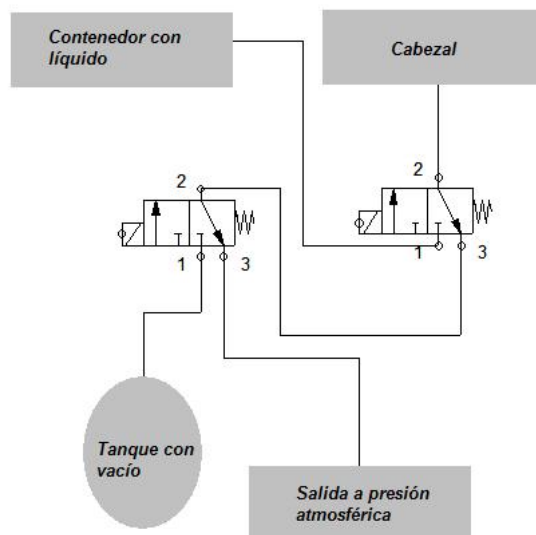 Contenedor con
líquido
Cabezal
2
1
3
2
1
3
Tanque con
vacío
Salida a presión
atmosférica